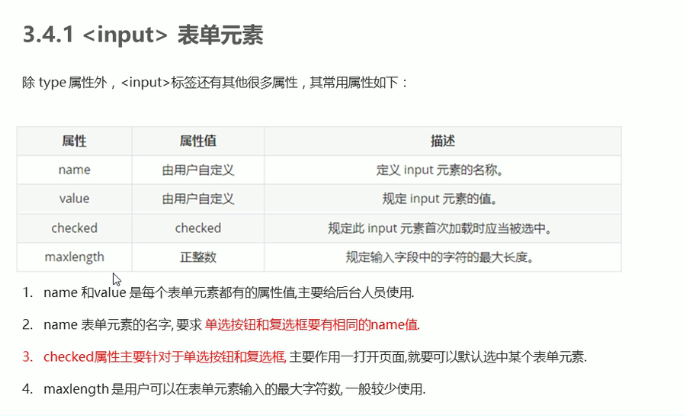 3.4.1 <input> 表单元素
除 type 属性外，<input>标签还有其他很多属性，其常用属性如下：
属性 属性值 描述
name 由用户自定义 定义 input 元素的名称。
value 由用户自定义 规定 input 元素的值。
checked checked 规定此 input 元素首次加载时应当被选中。
maxlength 正整数 规定输入字段中的字符的最大长度。
1. name 和value 是每个表单元素都有的属性值,主要给后台人员使用.
2. name 表单元素的名字, 要求 单选按钮和复选框要有相同的name值.
3. checked属性主要针对于单选按钮和复选框, 主要作用一打开页面,就要可以默认选中某个表单元素.
4. maxlength 是用户可以在表单元素输入的最大字符数, 一般较少使用.